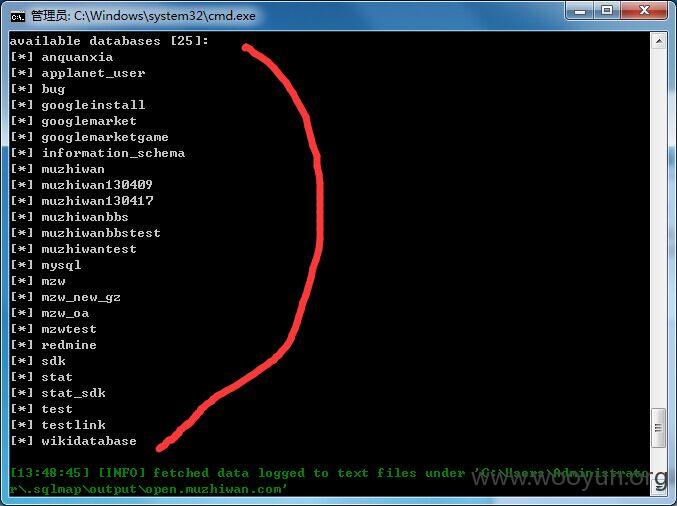 管理员: C:\Windows\system32\cmd.exe
available databases [25]:
[*] anquanxia
[*] applanet_user
[*] bug
[*] googleinstall
[*] googlemarket
[*] googlemarketgame
[*] information_schema
[*] muzhiwan
[*] muzhiwan130409
[*] muzhiwan130417
[*] muzhiwanbbs
[*] muzhiwanbbstest
[*] muzhiwantest
[*] mysql
[*] mzw
[*] mzw_new_gz
[*] mzw_oa
[*] mzwtest
[*] redmine
[*] sdk
[*] stat
[*] stat_sdk
[*] test
[*] testlink
[*] wikidatabase
[13:48:45] [INFO] fetched data logged to text files under 'C:\Users\Administrato
r\.sqlmap\output\open.muzhiwan.com'
www.wooyun.org